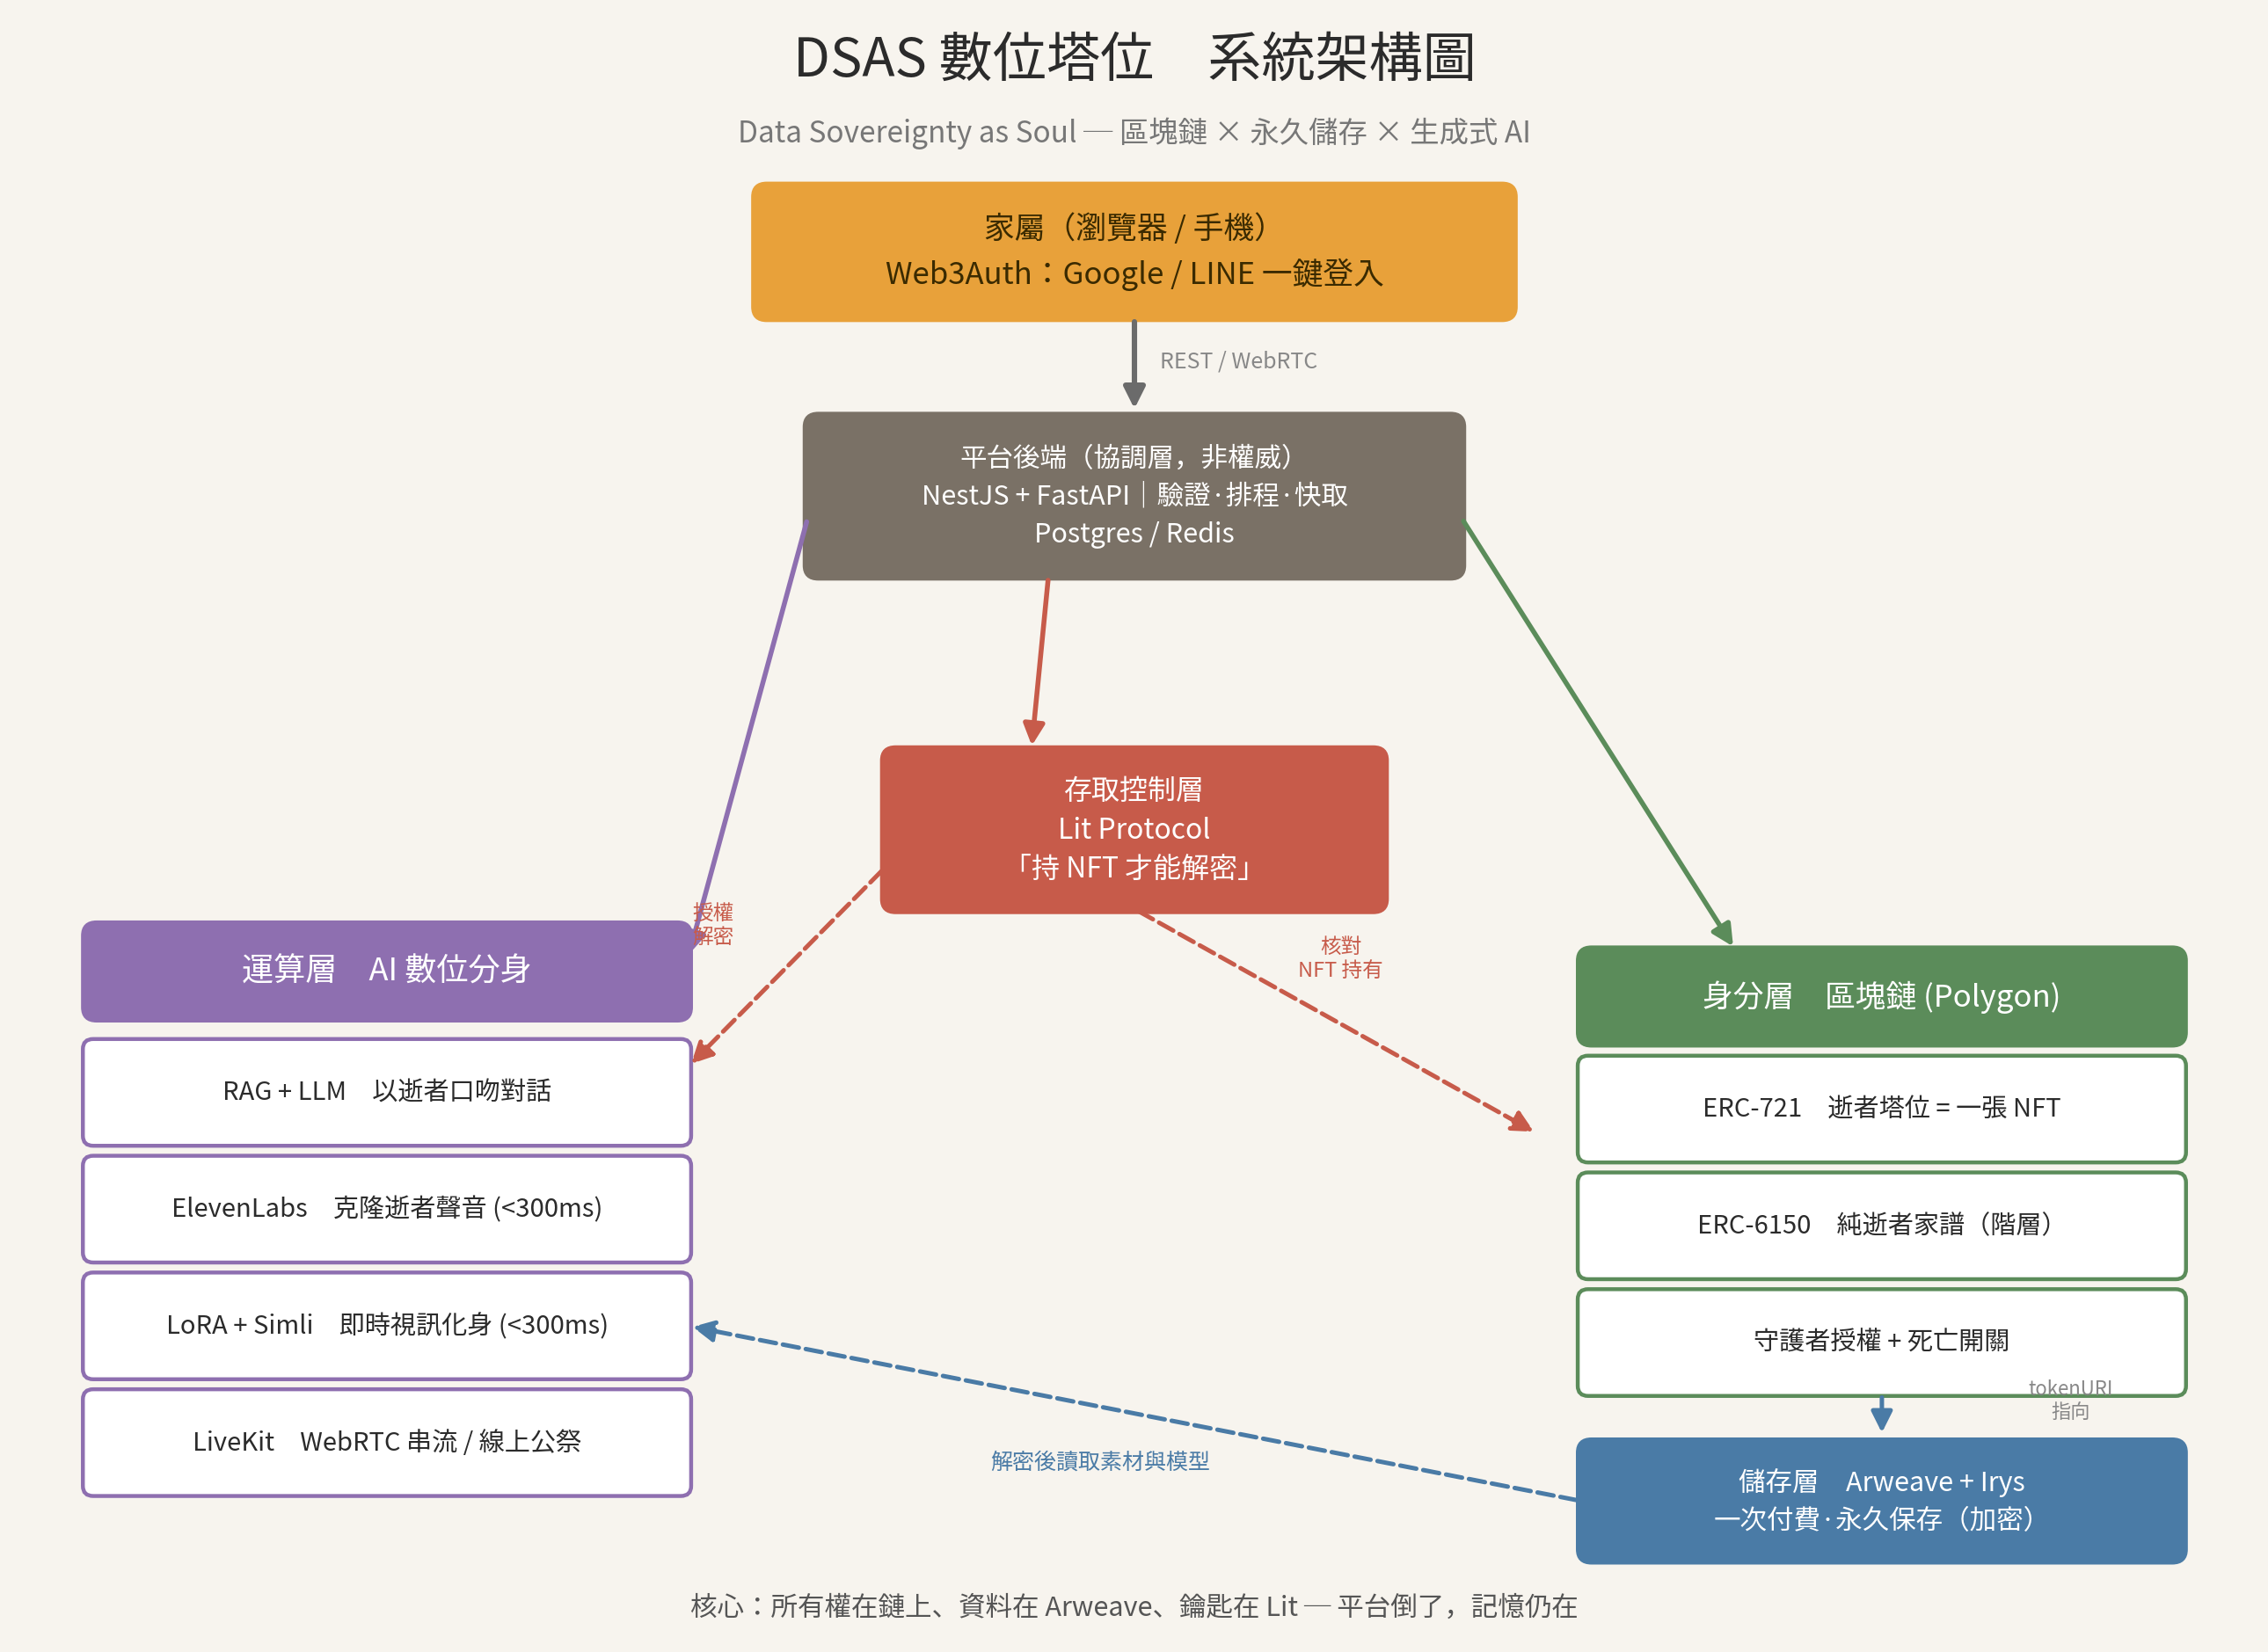 DSAS 數位塔位　系統架構圖
Data Sovereignty as Soul — 區塊鏈 × 永久儲存 × 生成式 AI
家屬（瀏覽器 / 手機）
Web3Auth：Google / LINE 一鍵登入
REST / WebRTC
平台後端（協調層，非權威）
NestJS + FastAPI｜驗證·排程·快取
Postgres / Redis
存取控制層
Lit Protocol
「持 NFT 才能解密」
授權
解密
核對
NFT 持有
運算層　AI 數位分身
RAG + LLM　以逝者口吻對話
ElevenLabs　克隆逝者聲音 (<300ms)
LoRA + Simli　即時視訊化身 (<300ms)
LiveKit　WebRTC 串流 / 線上公祭
身分層　區塊鏈 (Polygon)
ERC-721　逝者塔位 = 一張 NFT
ERC-6150　純逝者家譜（階層）
守護者授權 + 死亡開關
tokenURI
指向
解密後讀取素材與模型
儲存層　Arweave + Irys
一次付費·永久保存（加密）
核心：所有權在鏈上、資料在 Arweave、鑰匙在 Lit — 平台倒了，記憶仍在